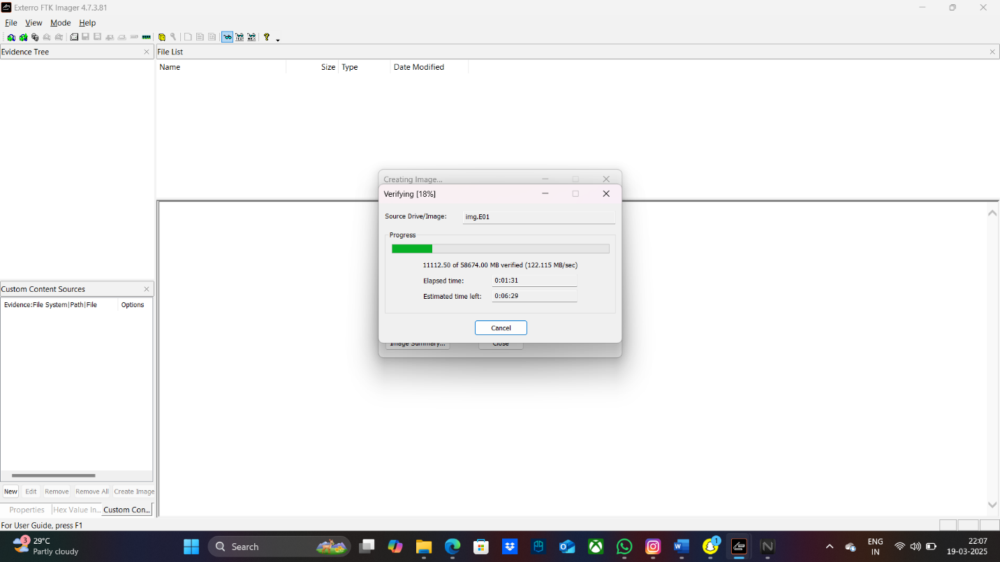 Exterro FTK Imager 4.7.3.81
File View Mode Help
TEXT HEX
Evidence Tree
File List
Name Size Type Date Modified
Creating Image...
Verifying [18%]
Source Drive/Image: img.E01
Progress
11112.50 of 58674.00 MB verified (122.115 MB/sec)
Elapsed time: 0:01:31
Estimated time left: 0:06:29
Cancel
Image Summary... Close
Custom Content Sources
Evidence:File System|Path|File Options
New Edit Remove Remove All Create Image
Properties Hex Value In... Custom Con...
For User Guide, press F1
3
29°C
Partly cloudy
Search
1
ENG
IN
22:07
19-03-2025